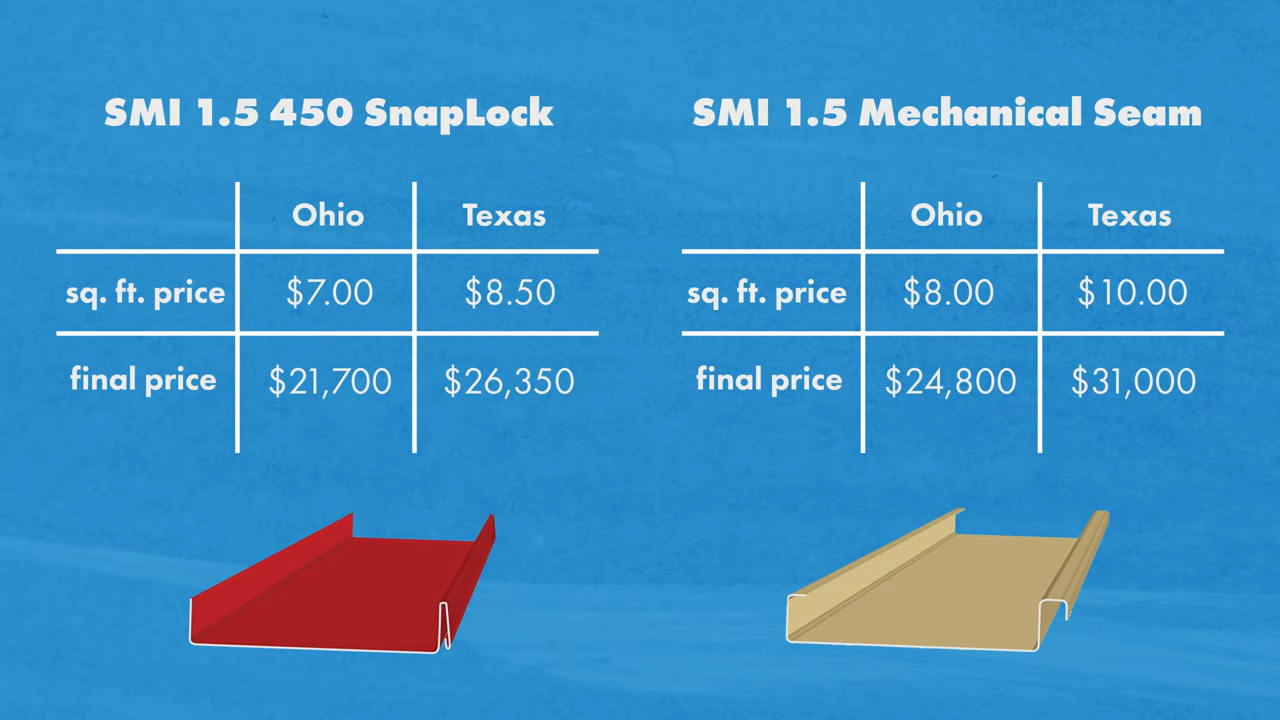 SMI 1.5 450 SnapLock
Ohio Texas
sq. ft. price $7.00 $8.50
final price $21,700 $26,350
SMI 1.5 Mechanical Seam
Ohio Texas
sq. ft. price $8.00 $10.00
final price $24,800 $31,000